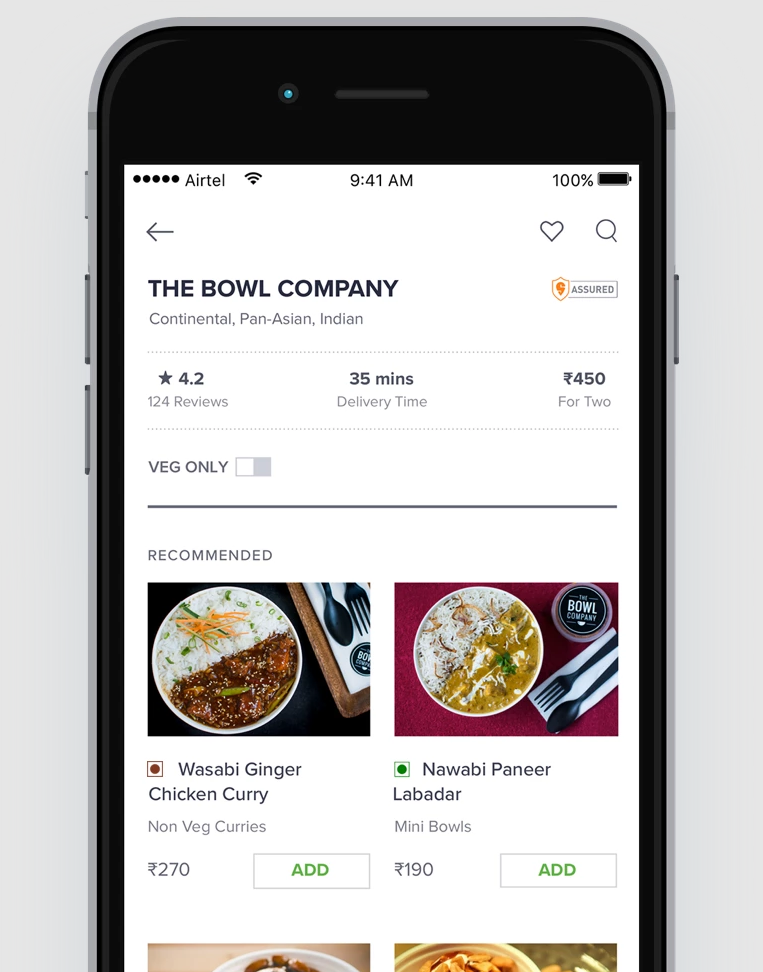 Airtel 9:41 AM 100%
THE BOWL COMPANY
ASSURED
Continental, Pan-Asian, Indian
★ 4.2 35 mins ₹450
124 Reviews Delivery Time For Two
VEG ONLY
RECOMMENDED
THE
BOWL
COMPANY
Wasabi Ginger
Chicken Curry
Nawabi Paneer
Labadar
Non Veg Curries Mini Bowls
₹270 ADD ₹190 ADD